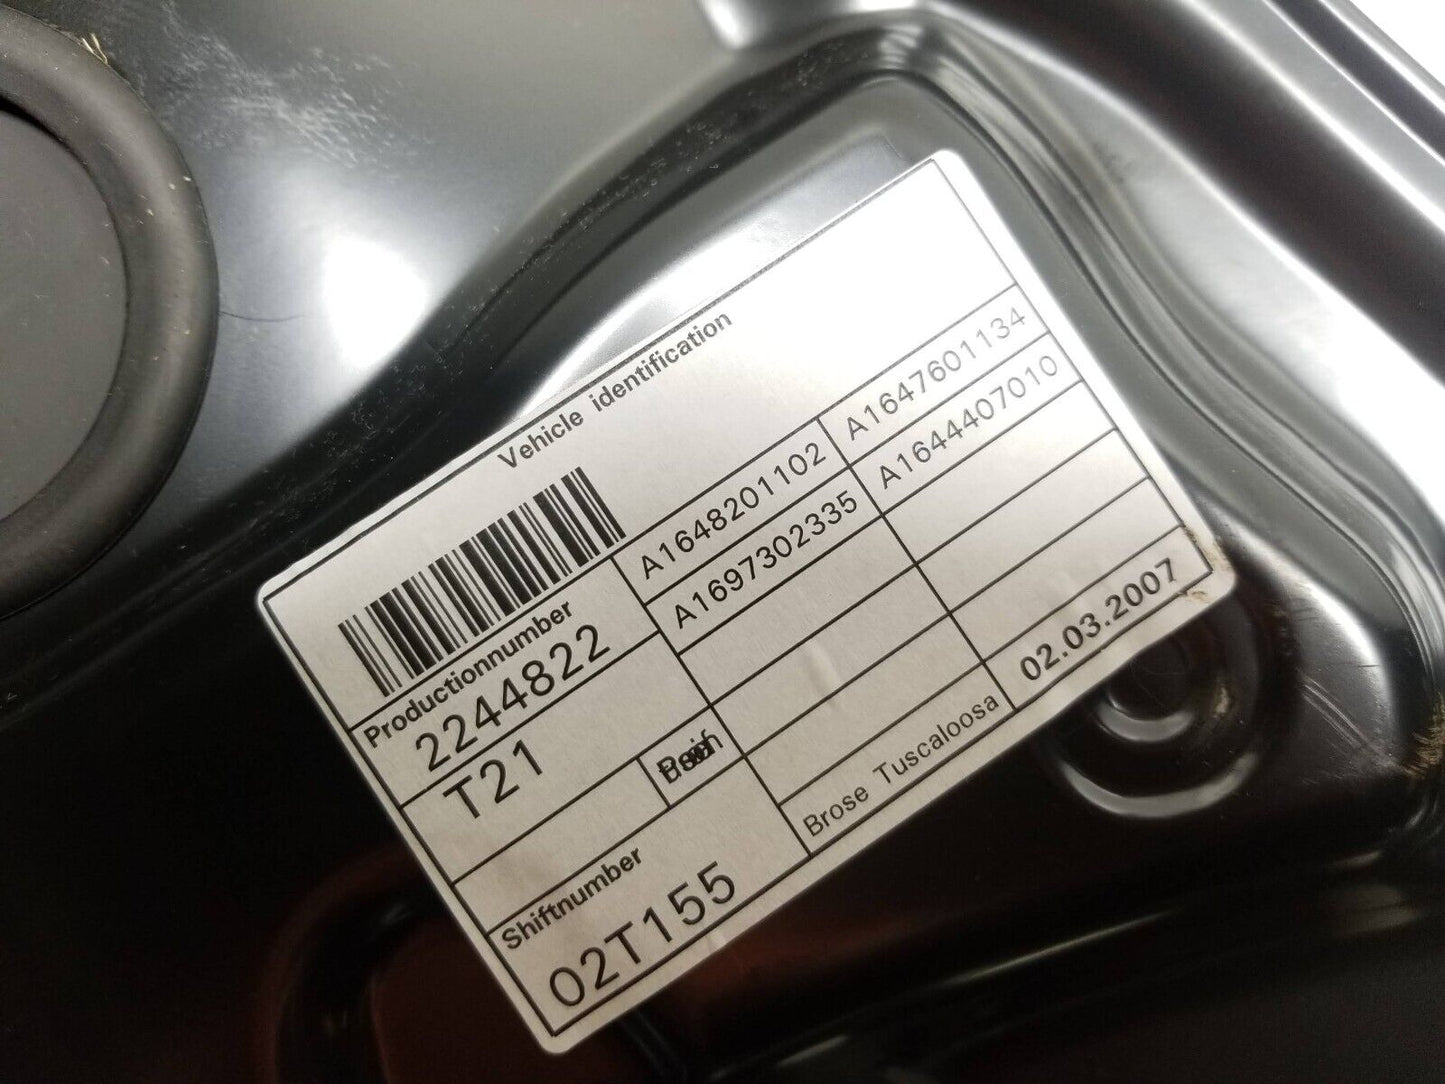 Vehicle identification
Productionnumber
2244822
T21
Shiftnumber
02T155
A1648201102
A1647601134
A1697302335
A1644407010
Brose Tuscaloosa
02.03.2007